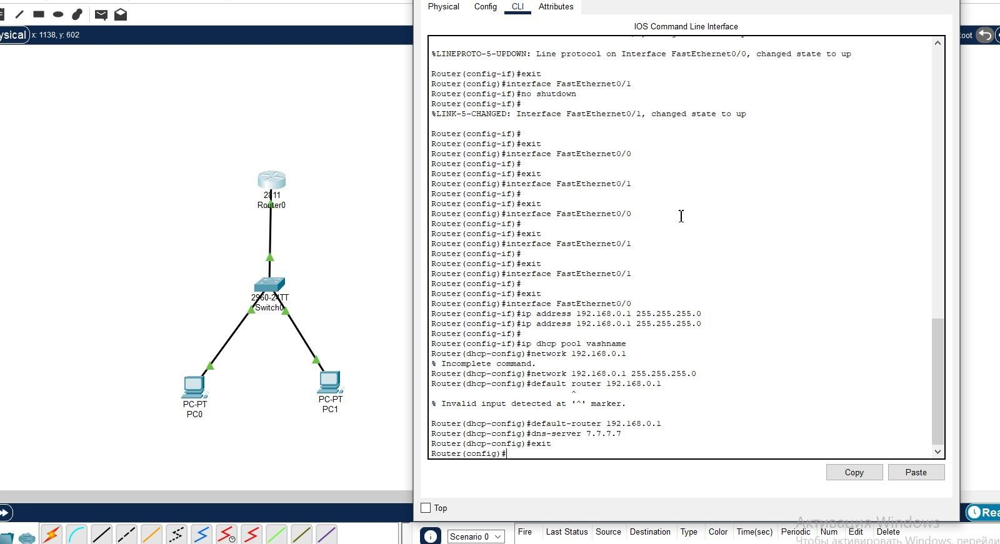 Physical Config CLI Attributes
ysical x: 1138, y: 602
IOS Command Line Interface
oot
%LINEPROTO-5-UPDOWN: Line protocol on Interface FastEthernet0/0, changed state to up
Router(config-if)#exit
Router(config)#interface FastEthernet0/1
Router(config-if)#no shutdown
Router(config-if)#
%LINK-5-CHANGED: Interface FastEthernet0/1, changed state to up
Router(config-if)#
Router(config-if)#exit
Router(config)#interface FastEthernet0/0
Router(config-if)#
Router(config-if)#exit
Router(config)#interface FastEthernet0/1
Router(config-if)#
Router(config-if)#exit
Router(config)#interface FastEthernet0/0
Router(config-if)#
Router(config-if)#exit
Router(config)#interface FastEthernet0/1
Router(config-if)#
Router(config-if)#exit
Router(config)#interface FastEthernet0/1
Router(config-if)#
Router(config-if)#exit
Router(config)#interface FastEthernet0/0
Router(config-if)#ip address 192.168.0.1 255.255.255.0
Router(config-if)#ip address 192.168.0.1 255.255.255.0
Router(config-if)#
Router(config-if)#ip dhcp pool vashname
Router(dhcp-config)#network 192.168.0.1
% Incomplete command.
Router(dhcp-config)#network 192.168.0.1 255.255.255.0
Router(dhcp-config)#default router 192.168.0.1
^
% Invalid input detected at '^' marker.
Router(dhcp-config)#default-router 192.168.0.1
Router(dhcp-config)#dns-server 7.7.7.7
Router(dhcp-config)#exit
Router(config)#
2811
Router0
2960-24TT
Switch0
PC-PT
PC0
PC-PT
PC1
Copy Paste
Top
Rea
Активация Windows
Чтобы активировать Windows, перейди
Scenario 0
Fire Last Status Source Destination Type Color Time(sec) Periodic Num Edit Delete